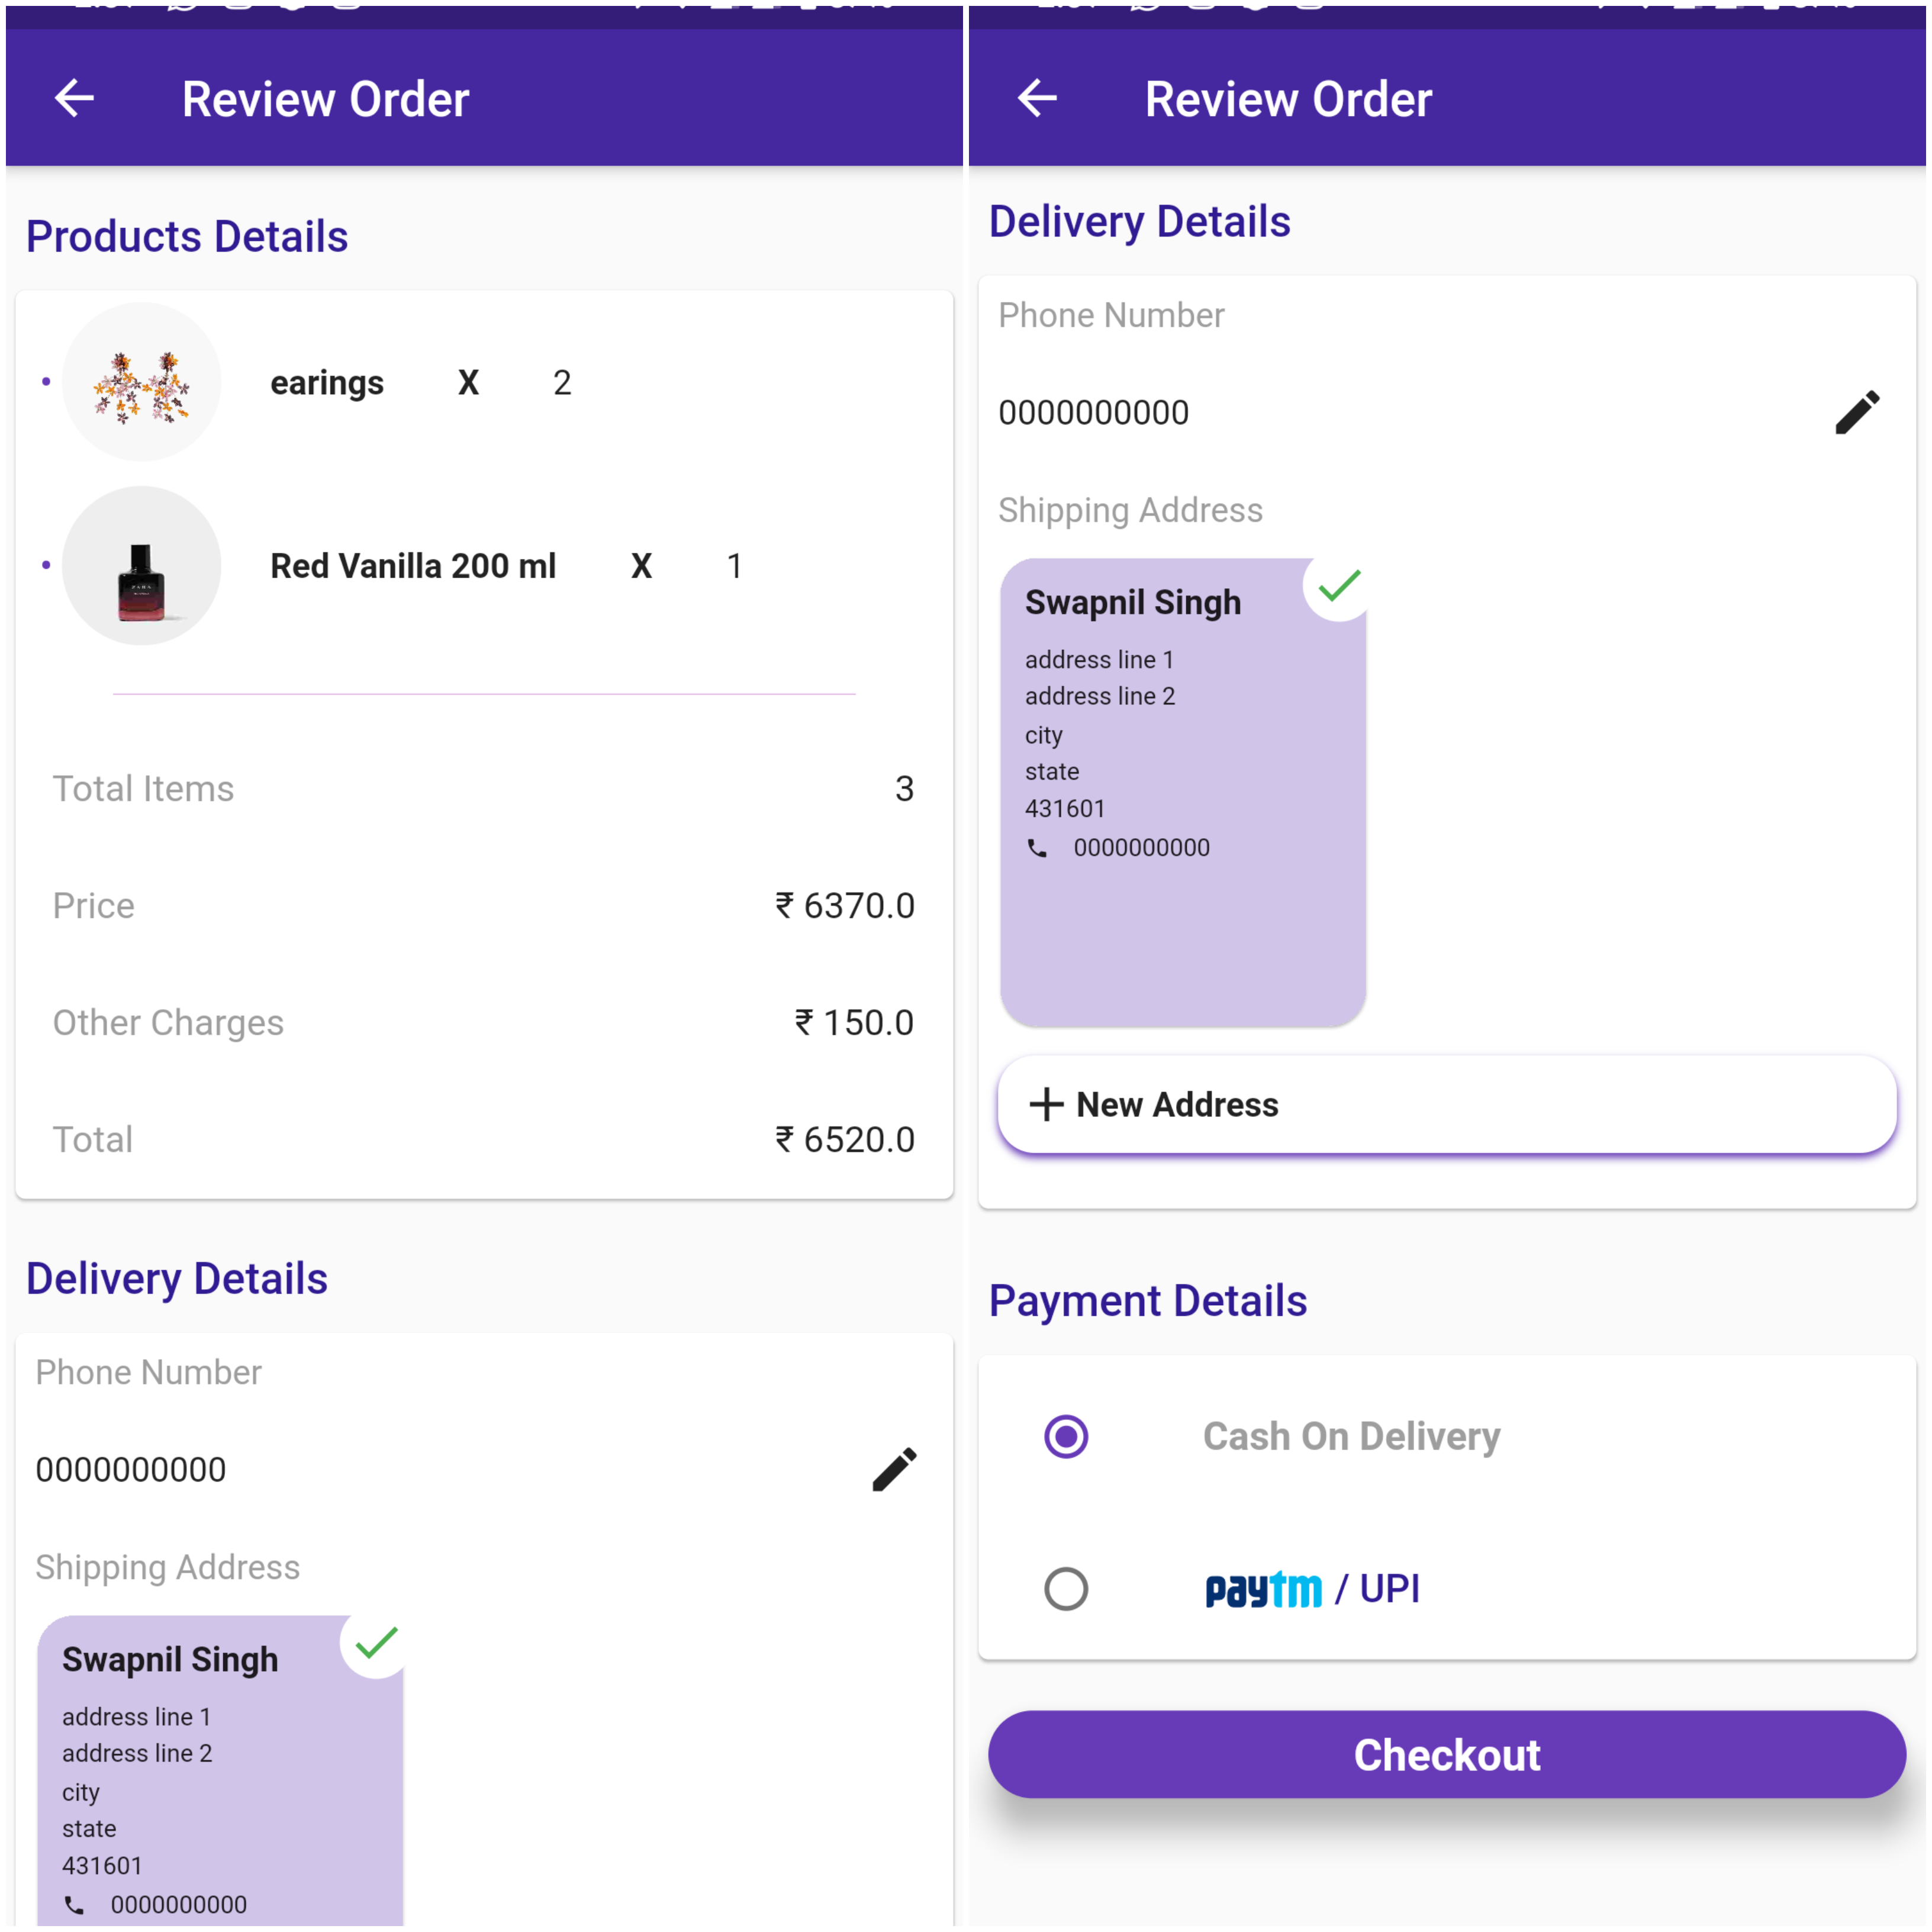 Review Order
Products Details
earings X 2
Red Vanilla 200 ml X 1
Total Items 3
Price ₹ 6370.0
Other Charges ₹ 150.0
Total ₹ 6520.0
Delivery Details
Phone Number
0000000000
Shipping Address
Swapnil Singh
address line 1
address line 2
city
state
431601
0000000000
Review Order
Delivery Details
Phone Number
0000000000
Shipping Address
Swapnil Singh
address line 1
address line 2
city
state
431601
0000000000
+ New Address
Payment Details
Cash On Delivery
paytm / UPI
Checkout